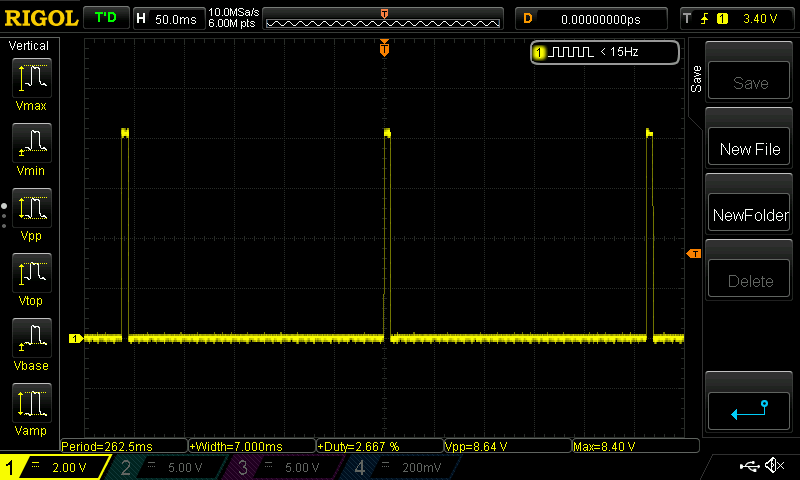 RIGOL T'D H 50.0ms 10.0MSa/s 6.00M pts T D 0.00000000ps T 1 3.40 V
Vertical
1 < 15Hz
T
Save
Vmax
Vmin
Vpp
Vtop
Vbase
Vamp
1
T
Save
New File
NewFolder
Delete
Period=262.5ms +Width=7.000ms +Duty=2.667 % Vpp=8.64 V Max=8.40 V
1 2.00 V 2 5.00 V 3 5.00 V 4 200mV